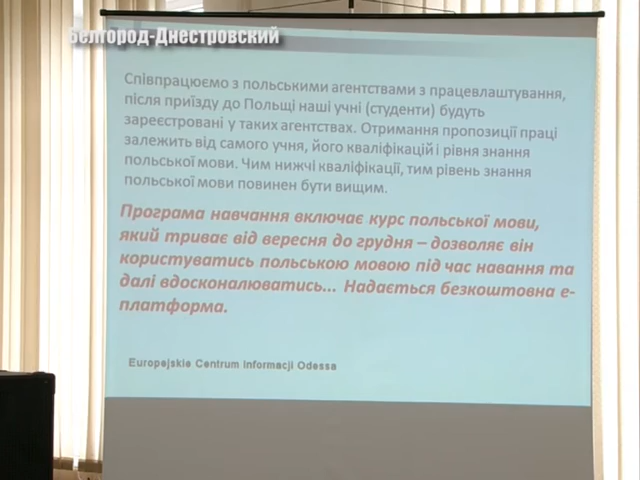 Белгород-Днестровский
Співпрацюємо з польськими агентствами з працевлаштування,
після приїзду до Польщі наші учні (студенти) будуть
зареєстровані у таких агентствах. Отримання пропозиції праці
залежить від самого учня, його кваліфікацій і рівня знання
польської мови. Чим нижчі кваліфікації, тим рівень знання
польської мови повинен бути вищим.
Програма навчання включає курс польської мови,
який триває від вересня до грудня – дозволяє він
користуватись польською мовою під час навання та
далі вдосконалюватись... Надається безкоштовна е-
платформа.
Europejskie Centrum Informacji Odessa